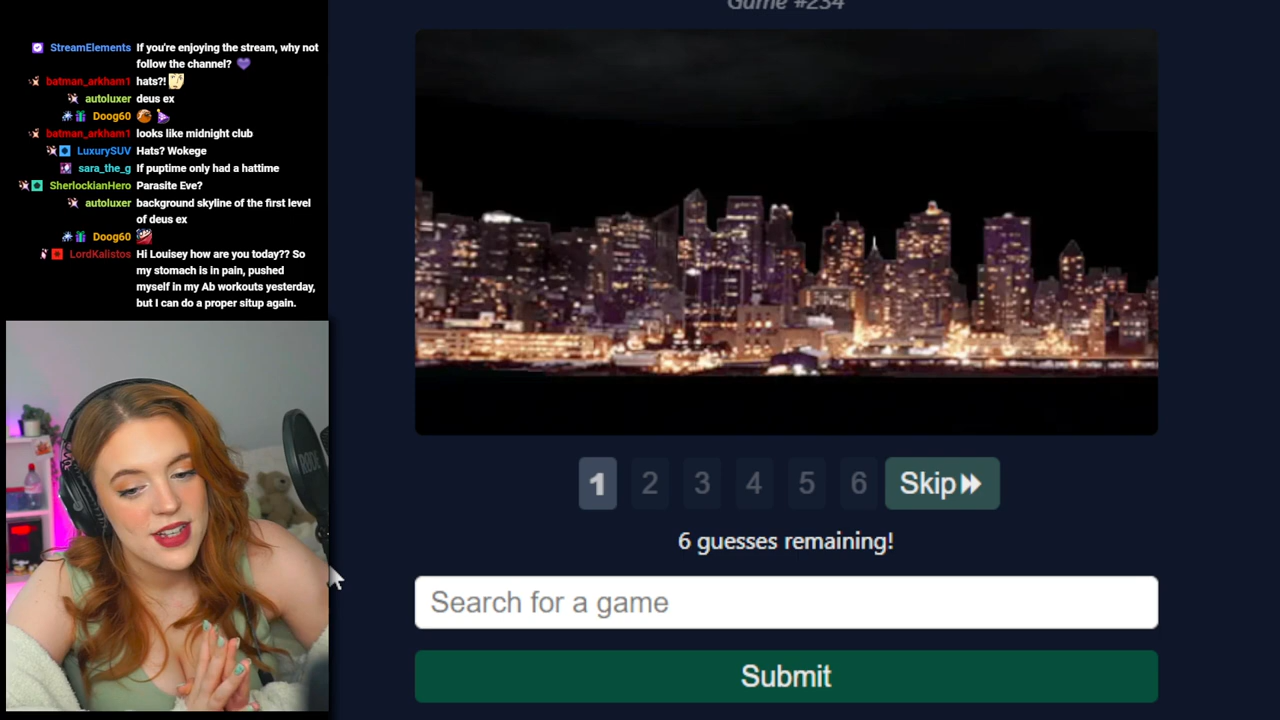 Game #234
StreamElements If you're enjoying the stream, why not
follow the channel?
batman_arkham1 hats?!
autoluxer deus ex
Doog60
batman_arkham1 looks like midnight club
LuxurySUV Hats? Wokege
sara_the_g If puptime only had a hattime
SherlockianHero Parasite Eve?
autoluxer background skyline of the first level
of deus ex
Doog60
LordKalistos Hi Louisey how are you today?? So
my stomach is in pain, pushed
myself in my Ab workouts yesterday,
but I can do a proper situp again.
RODE
1 2 3 4 5 6 Skip
6 guesses remaining!
Search for a game
Submit